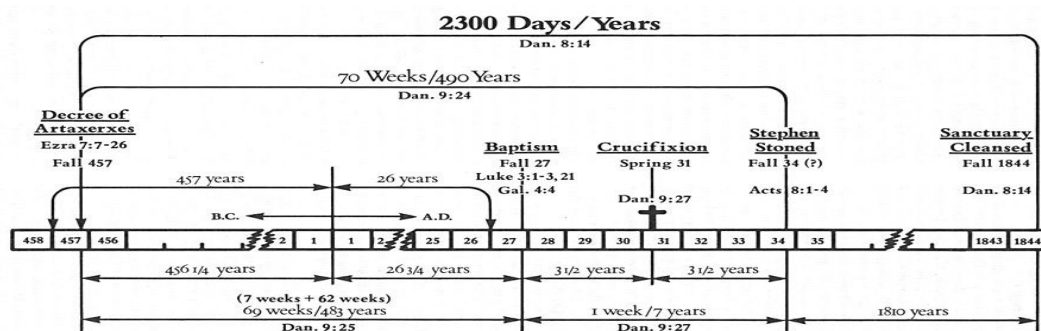 2300 Days/Years
Dan. 8:14
70 Weeks/490 Years
Dan. 9:24
Decree of
Artaxerxes
Ezra 7:7-26
Fall 457
Baptism
Fall 27
Luke 3:1-3, 21
Gal. 4:4
Crucifixion
Spring 31
Dan. 9:27
Stephen
Stoned
Fall 34 (?)
Acts 8:1-4
Sanctuary
Cleansed
Fall 1844
Dan. 8:14
457 years 26 years
B.C. A.D.
458 457 456 2 1 1 2 25 26 27 28 29 30 31 32 33 34 35 1843 1844
456 1/4 years 26 3/4 years 3 1/2 years 3 1/2 years
(7 weeks + 62 weeks)
69 weeks/483 years 1 week/7 years 1810 years
Dan. 9:25 Dan. 9:27